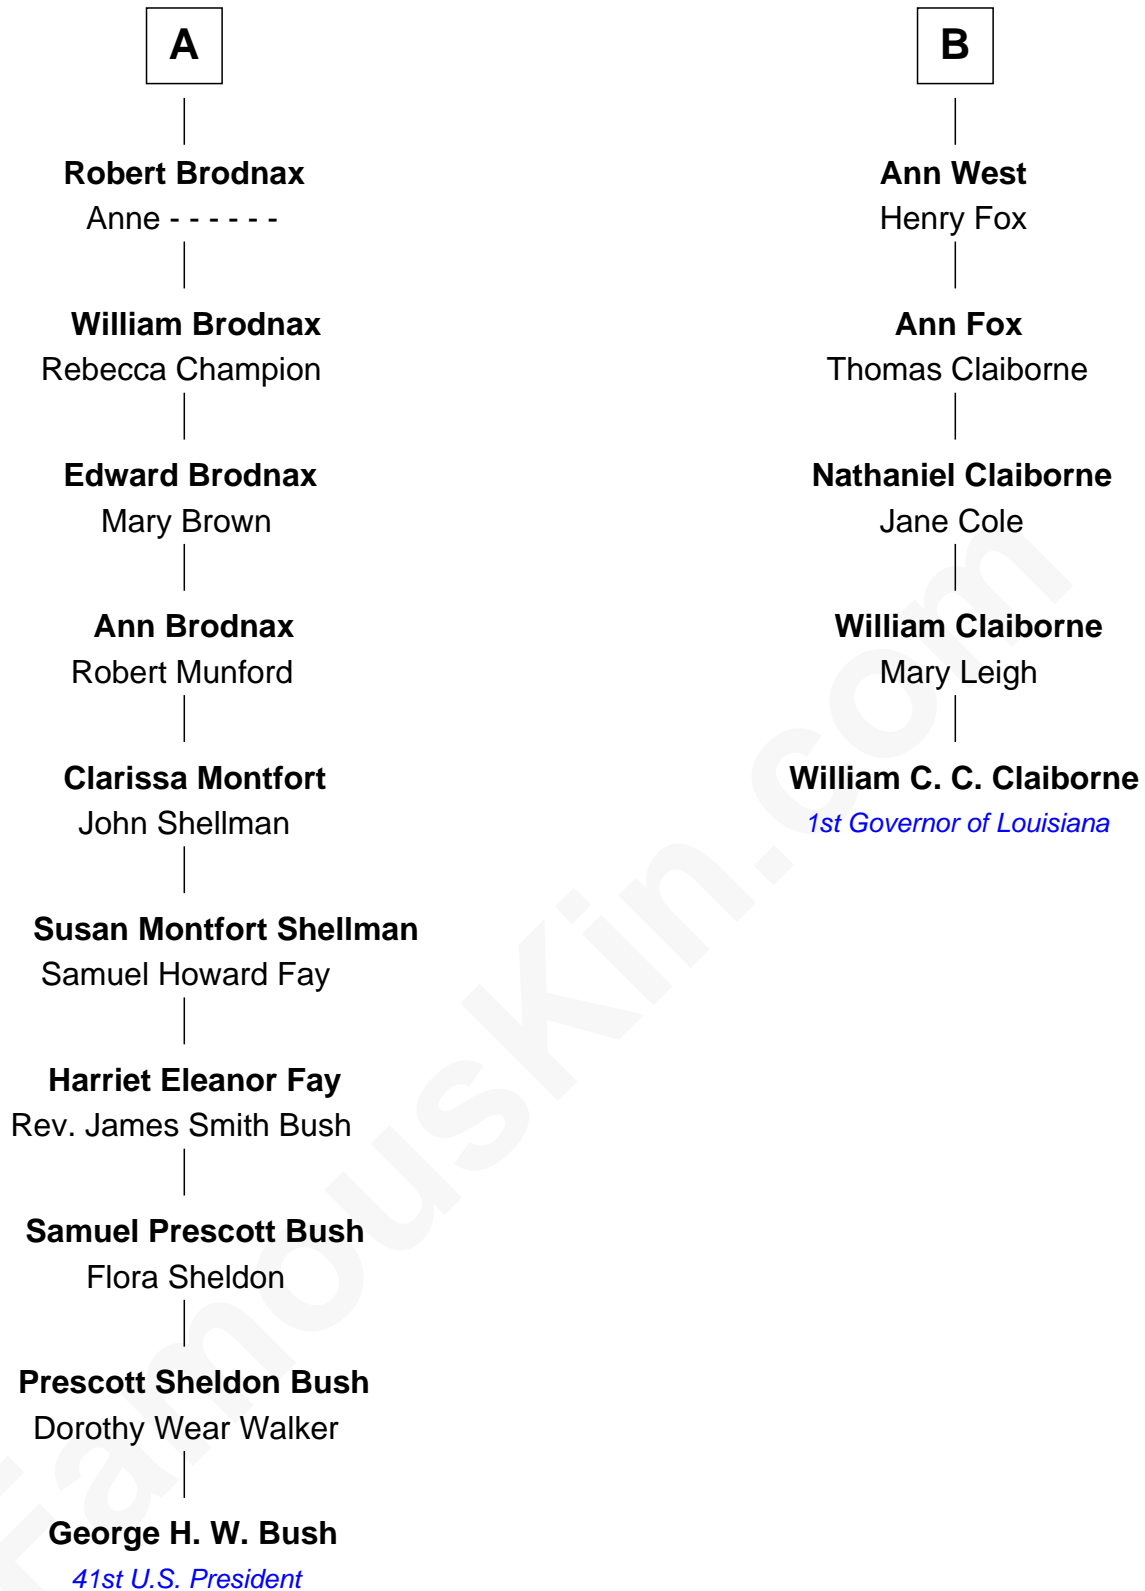 A
Robert Brodnax
Anne - - - - - -
William Brodnax
Rebecca Champion
Edward Brodnax
Mary Brown
Ann Brodnax
Robert Munford
Clarissa Montfort
John Shellman
Susan Montfort Shellman
Samuel Howard Fay
Harriet Eleanor Fay
Rev. James Smith Bush
Samuel Prescott Bush
Flora Sheldon
Prescott Sheldon Bush
Dorothy Wear Walker
George H. W. Bush
41st U.S. President
B
Ann West
Henry Fox
Ann Fox
Thomas Claiborne
Nathaniel Claiborne
Jane Cole
William Claiborne
Mary Leigh
William C. C. Claiborne
1st Governor of Louisiana
FamousKin.com